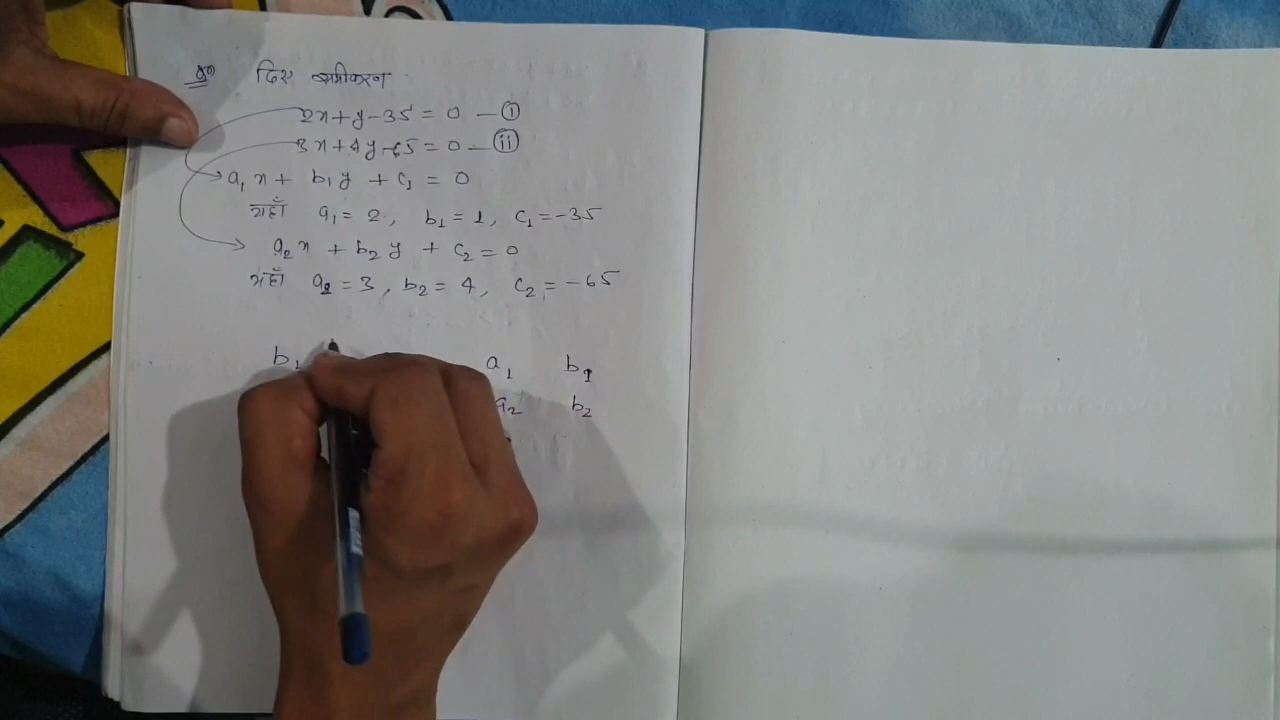 प्र० दिए समीकरण
2x+y-35=0 — ⓘ
3x+4y-65=0 — ⓘⓘ
a₁x + b₁y + c₁ = 0
यहाँ a₁ = 2, b₁ = 1, c₁ = -35
a₂x + b₂y + c₂ = 0
यहाँ a₂ = 3, b₂ = 4, c₂ = -65
b₁ a₁ b₁
a₂ b₂